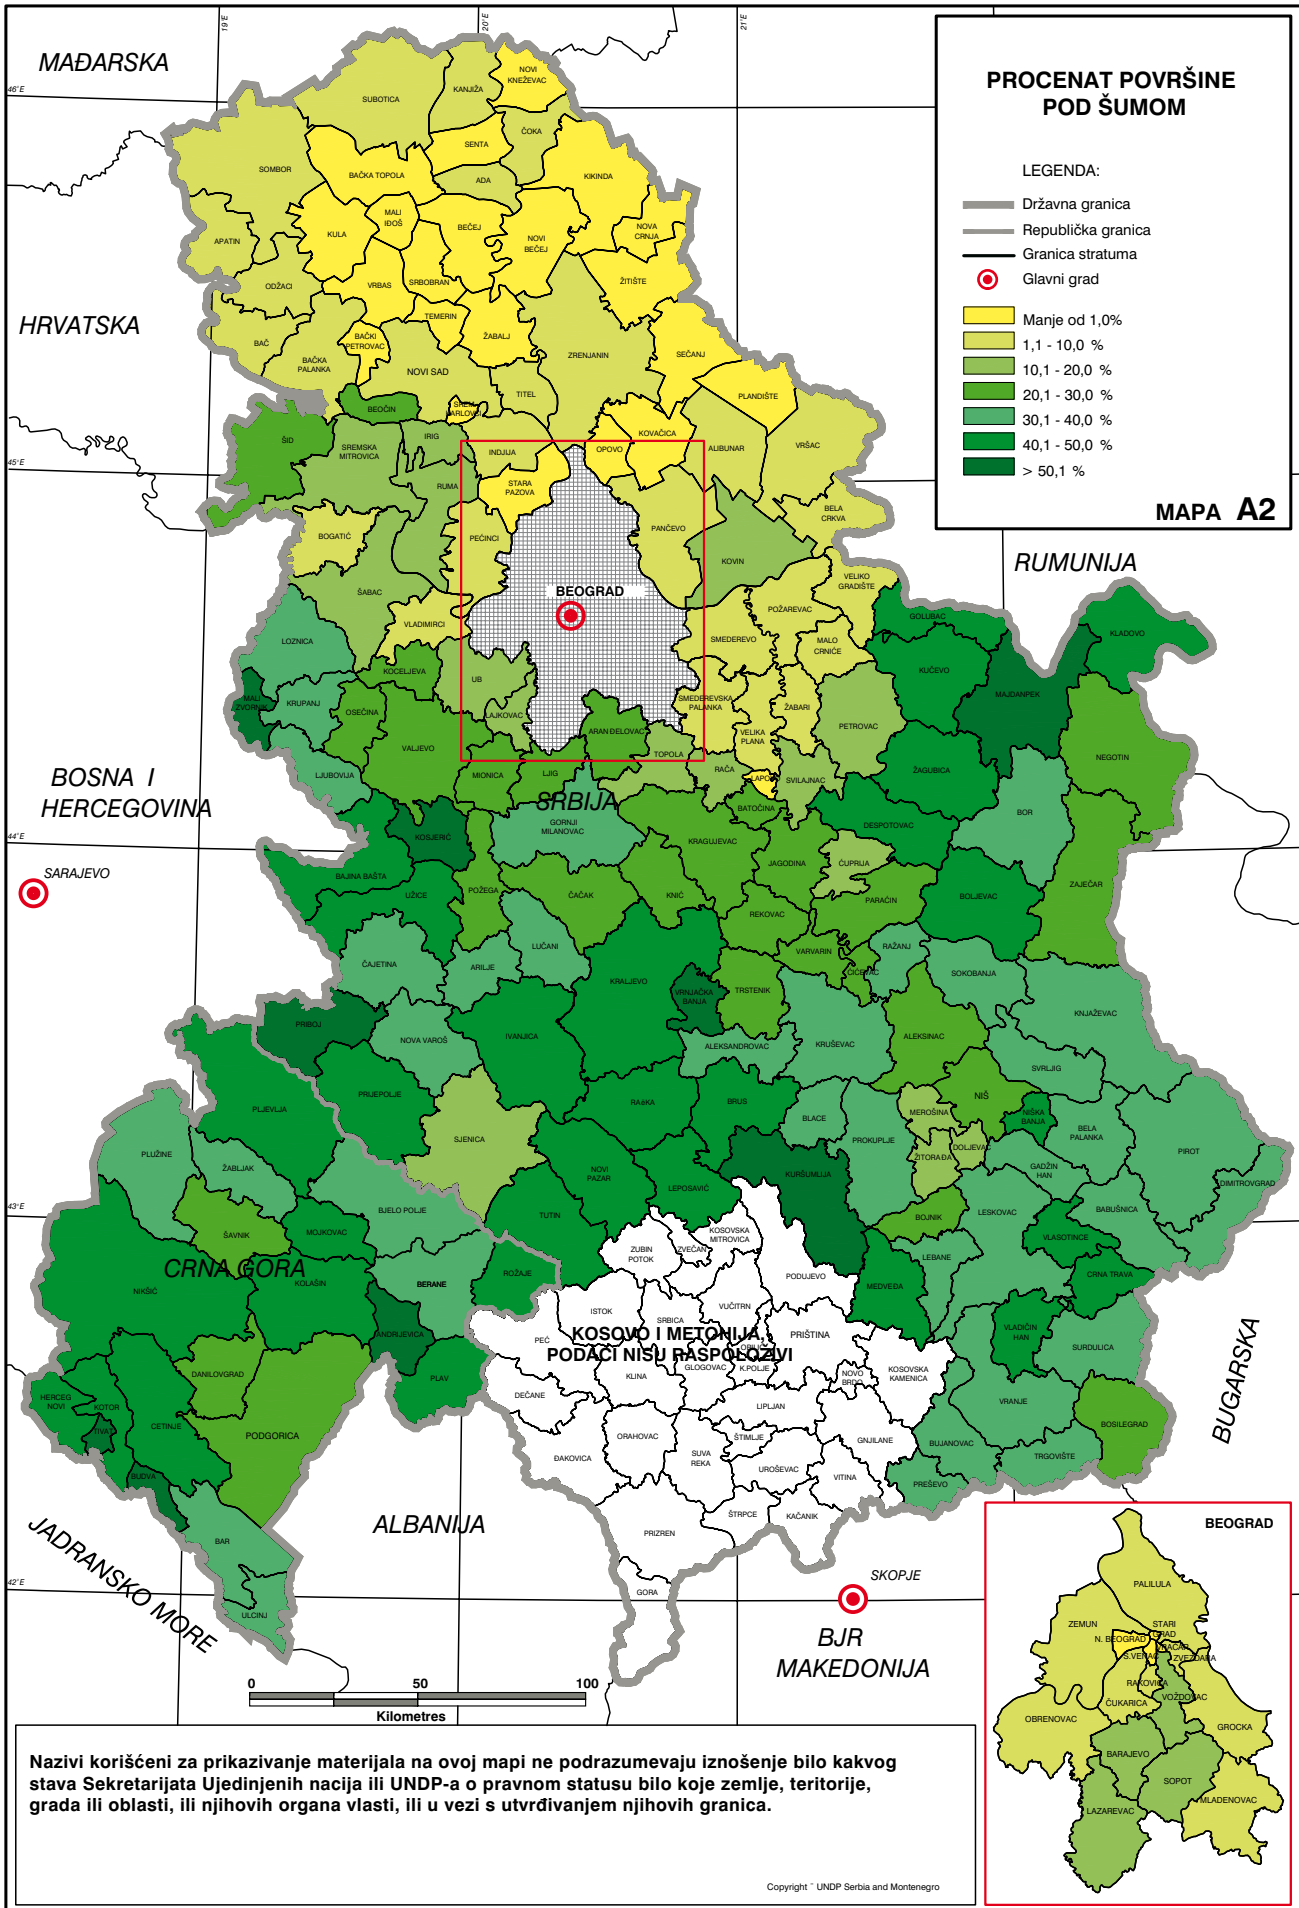 19°E
20°E
21°E
MAĐARSKA
46°E
PROCENAT POVRŠINE
POD ŠUMOM
LEGENDA:
Državna granica
Republička granica
Granica stratuma
Glavni grad
Manje od 1,0%
1,1 - 10,0 %
10,1 - 20,0 %
20,1 - 30,0 %
30,1 - 40,0 %
40,1 - 50,0 %
> 50,1 %
MAPA A2
SUBOTICA
KANJIŽA
NOVI
KNEŽEVAC
SOMBOR
BAČKA TOPOLA
SENTA
ČOKA
ADA
KIKINDA
APATIN
KULA
MALI
IĐOŠ
BEČEJ
NOVI
BEČEJ
NOVA
CRNJA
ODŽACI
VRBAS
SRBOBRAN
ŽITIŠTE
HRVATSKA
BAČ
BAČKA
PALANKA
BAČKI
PETROVAC
TEMERIN
ŽABALJ
ZRENJANIN
SEČANJ
NOVI SAD
TITEL
PLANDIŠTE
BEOČIN
ŠID
SREMSKA
MITROVICA
IRIG
INDJIJA
OPOVO
KOVAČICA
ALIBUNAR
VRŠAC
45°E
RUMA
STARA
PAZOVA
BELA
CRKVA
BOGATIĆ
PEĆINCI
PANČEVO
KOVIN
RUMUNIJA
ŠABAC
VLADIMIRCI
BEOGRAD
POŽAREVAC
VELIKO
GRADIŠTE
LOZNICA
SMEDEREVO
MALO
CRNIĆE
GOLUBAC
KLADOVO
KOCELJEVA
UB
KUČEVO
MAJDANPEK
MALI
ZVORNIK
KRUPANJ
OSEČINA
LAJKOVAC
SMEDEREVSKA
PALANKA
ŽABARI
PETROVAC
VALJEVO
ARANĐELOVAC
VELIKA
PLANA
NEGOTIN
LJUBOVIJA
MIONICA
LJIG
TOPOLA
RAČA
SVILAJNAC
ŽAGUBICA
BOSNA I
HERCEGOVINA
SRBIJA
BATOČINA
BOR
KOSJERIĆ
GORNJI
MILANOVAC
DESPOTOVAC
44°E
KRAGUJEVAC
JAGODINA
ĆUPRIJA
SARAJEVO
BAJINA BAŠTA
UŽICE
POŽEGA
ČAČAK
KNIĆ
PARAĆIN
BOLJEVAC
ZAJEČAR
REKOVAC
ČAJETINA
ARILJE
LUČANI
VARVARIN
RAŽANJ
SOKOBANJA
ĆIĆEVAC
KRALJEVO
VRNJAČKA
BANJA
TRSTENIK
KNJAŽEVAC
PRIBOJ
NOVA VAROŠ
IVANJICA
ALEKSANDROVAC
KRUŠEVAC
ALEKSINAC
SVRLJIG
PLJEVLJA
PRIJEPOLJE
BRUS
BLACE
MEROŠINA
NIŠ
NIŠKA
BANJA
BELA
PALANKA
SJENICA
PROKUPLJE
ŽITORAĐA
DOLJEVAC
PIROT
PLUŽINE
ŽABLJAK
NOVI
PAZAR
LEPOSAVIĆ
KURŠUMLIJA
GADŽIN
HAN
DIMITROVGRAD
43°E
BJELO POLJE
TUTIN
BOJNIK
LESKOVAC
BABUŠNICA
ŠAVNIK
MOJKOVAC
KOSOVSKA
MITROVICA
ZUBIN
POTOK
ZVEČAN
LEBANE
VLASOTINCE
CRNA GORA
NIKŠIĆ
KOLAŠIN
BERANE
ROŽAJE
PODUJEVO
MEDVEĐA
CRNA TRAVA
ISTOK
SRBICA
VUČITRN
ANDRIJEVICA
PEĆ
KOSOVO I METOHIJA,
PODACI NISU RASPOLOŽIVI
PRIŠTINA
VLADIČIN
HAN
SURDULICA
DANILOVGRAD
PLAV
KLINA
GLOGOVAC
K.POLJE
NOVO
BRDO
KOSOVSKA
KAMENICA
HERCEG
NOVI
KOTOR
TIVAT
CETINJE
PODGORICA
DEČANE
LIPLJAN
VRANJE
BOSILEGRAD
BUGARSKA
ORAHOVAC
ŠTIMLJE
GNJILANE
BUJANOVAC
TRGOVIŠTE
ĐAKOVICA
SUVA
REKA
UROŠEVAC
VITINA
PREŠEVO
BUDVA
JADRANSKO MORE
BAR
ALBANIJA
ŠTRPCE
KAČANIK
PRIZREN
42°E
ULCINJ
GORA
SKOPJE
BJR
MAKEDONIJA
0 50 100
Kilometres
BEOGRAD
PALILULA
ZEMUN
STARI
GRAD
N. BEOGRAD
VRAČAR
S.VENAC
ZVEZDARA
RAKOVICA
VOŽDOVAC
ČUKARICA
OBRENOVAC
GROCKA
BARAJEVO
SOPOT
MLADENOVAC
LAZAREVAC
Nazivi korišćeni za prikazivanje materijala na ovoj mapi ne podrazumevaju iznošenje bilo kakvog
stava Sekretarijata Ujedinjenih nacija ili UNDP-a o pravnom statusu bilo koje zemlje, teritorije,
grada ili oblasti, ili njihovih organa vlasti, ili u vezi s utvrđivanjem njihovih granica.
Copyright ¨ UNDP Serbia and Montenegro